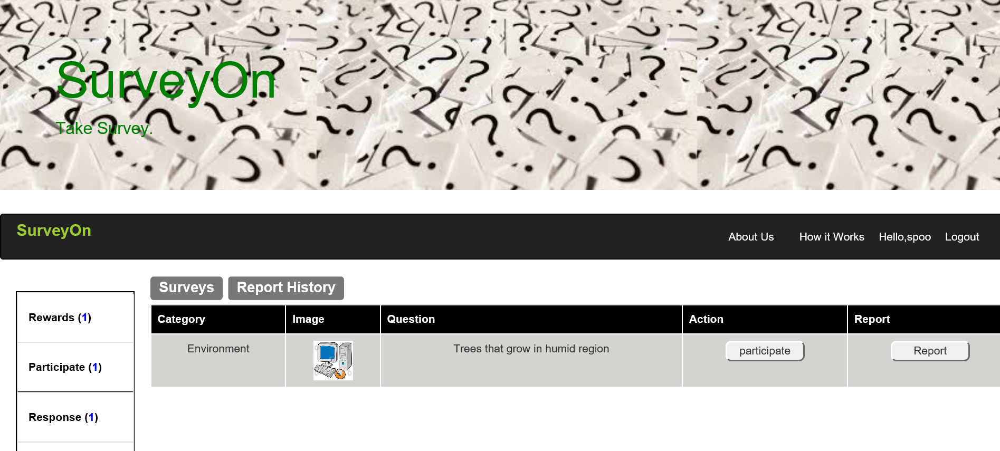 SurveyOn
Take Survey.
SurveyOn
About Us How it Works Hello,spoo Logout
Surveys Report History
Rewards (1)
Participate (1)
Response (1)
Category Image Question Action Report
Environment Trees that grow in humid region participate Report